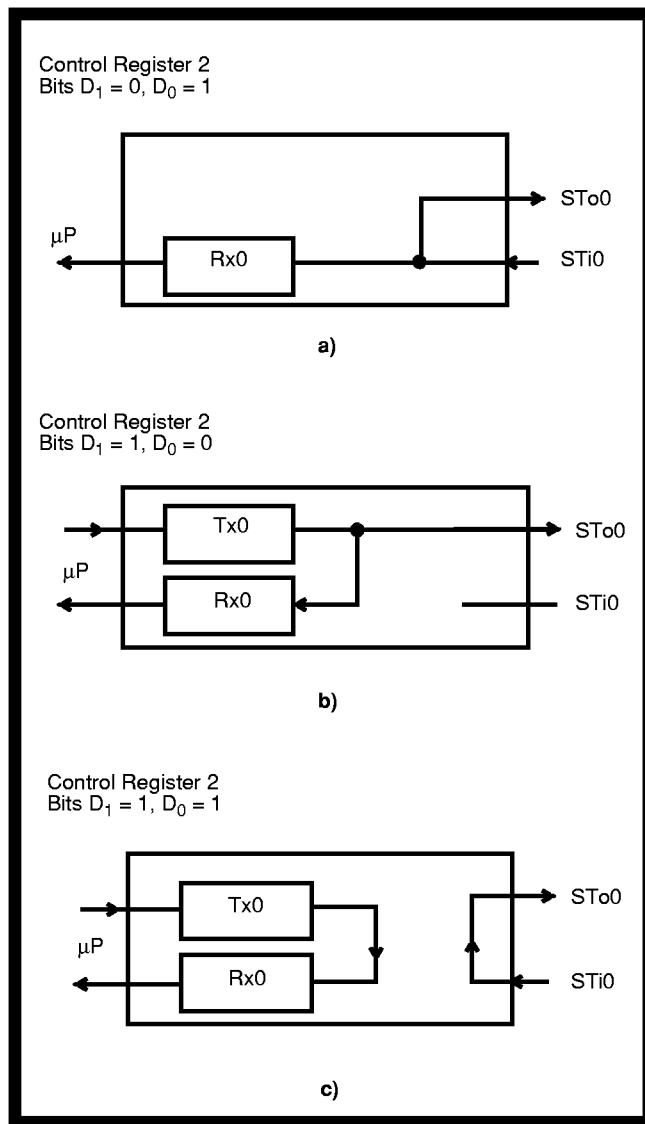 Control Register 2
Bits D₁ = 0, D₀ = 1
STo0
μP
Rx0
STi0
a)
Control Register 2
Bits D₁ = 1, D₀ = 0
Tx0
STo0
μP
Rx0
STi0
b)
Control Register 2
Bits D₁ = 1, D₀ = 1
Tx0
STo0
μP
Rx0
STi0
c)